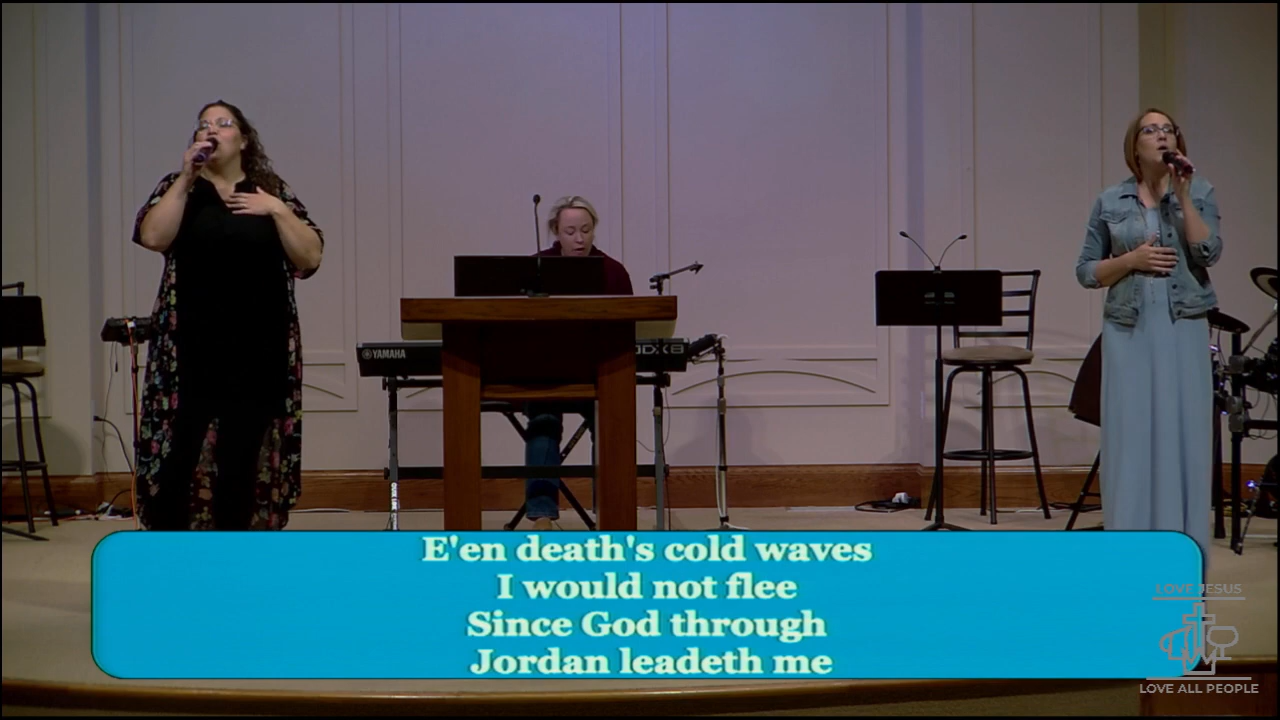 YAMAHA
E'en death's cold waves
I would not flee
Since God through
Jordan leadeth me
LOVE JESUS
LOVE ALL PEOPLE